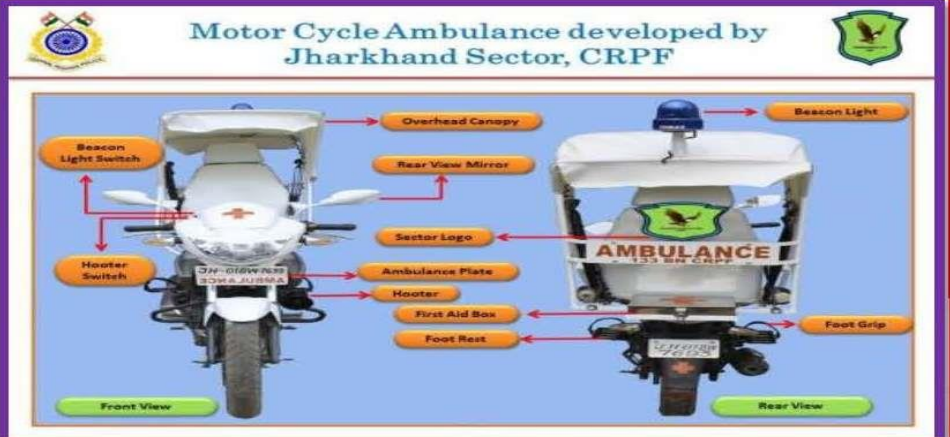 Motor Cycle Ambulance developed by
Jharkhand Sector, CRPF
Overhead Canopy
Beacon Light
Beacon
Light Switch
Rear View Mirror
Sector Logo
AMBULANCE
133 BN CRPF
Hooter
Switch
Ambulance Plate
AMBULANCE
Hooter
First Aid Box
Foot Rest
Foot Grip
7693
Front View
Rear View